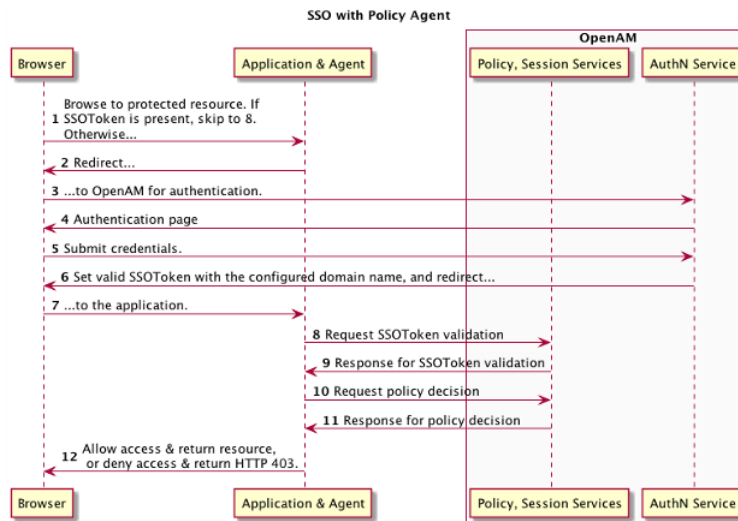 SSO with Policy Agent
OpenAM
Browser
Application & Agent
Policy, Session Services
AuthN Service
1 Browse to protected resource. If
SSOToken is present, skip to 8.
Otherwise...
2 Redirect...
3 ...to OpenAM for authentication.
4 Authentication page
5 Submit credentials.
6 Set valid SSOToken with the configured domain name, and redirect...
7 ...to the application.
8 Request SSOToken validation
9 Response for SSOToken validation
10 Request policy decision
11 Response for policy decision
12 Allow access & return resource,
or deny access & return HTTP 403.
Browser
Application & Agent
Policy, Session Services
AuthN Service